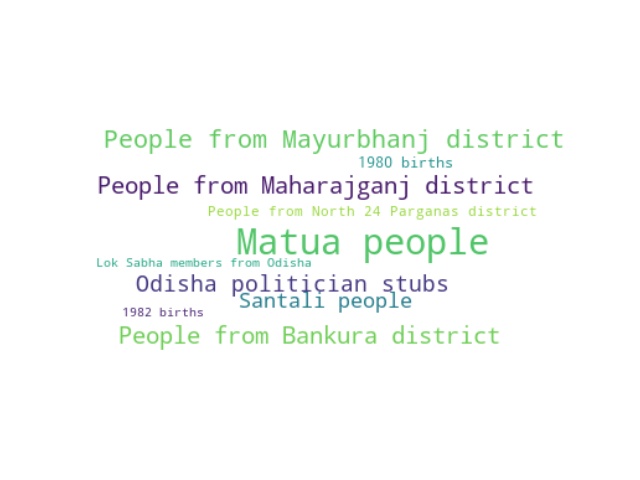 People from Mayurbhanj district
1980 births
People from Maharajganj district
People from North 24 Parganas district
Matua people
Lok Sabha members from Odisha
Odisha politician stubs
Santali people
1982 births
People from Bankura district